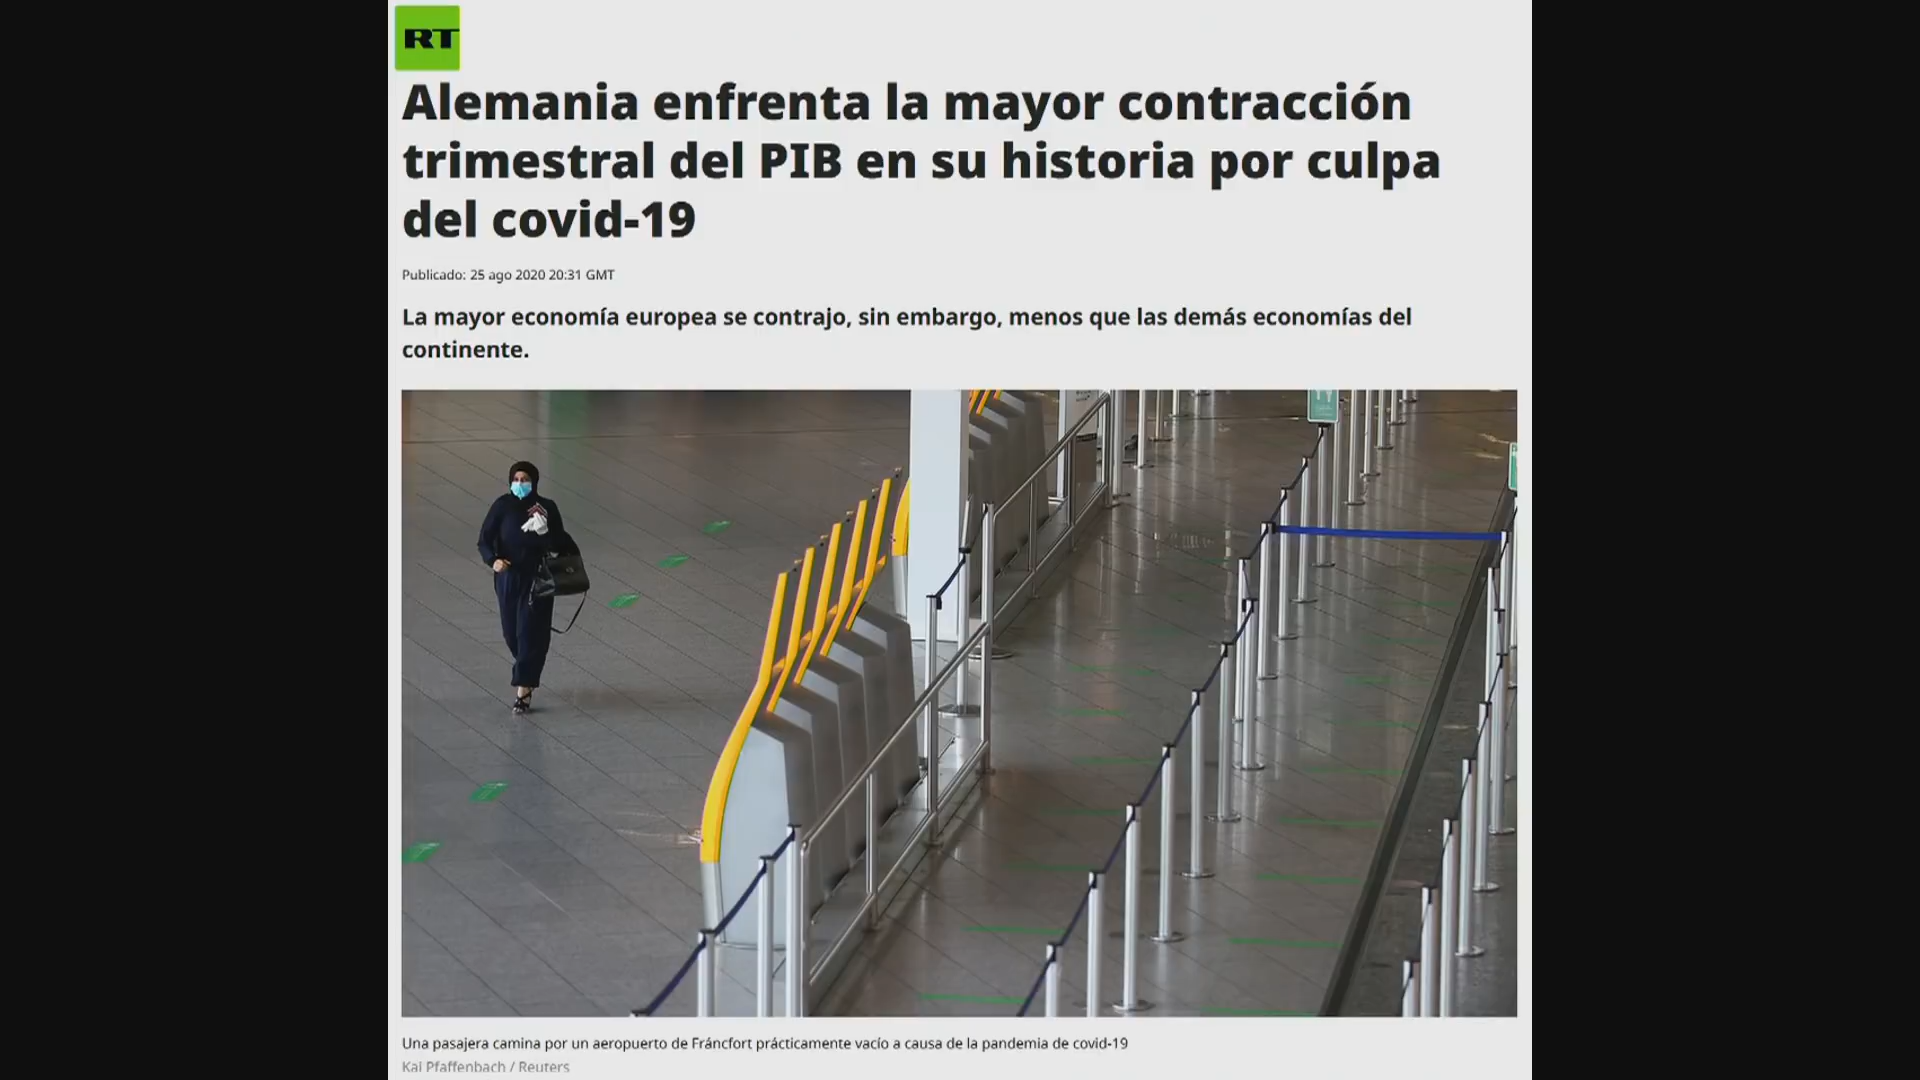 RT
Alemania enfrenta la mayor contracción
trimestral del PIB en su historia por culpa
del covid-19
Publicado: 25 ago 2020 20:31 GMT
La mayor economía europea se contrajo, sin embargo, menos que las demás economías del
continente.
Una pasajera camina por un aeropuerto de Fráncfort prácticamente vacío a causa de la pandemia de covid-19
Kai Pfaffenbach / Reuters